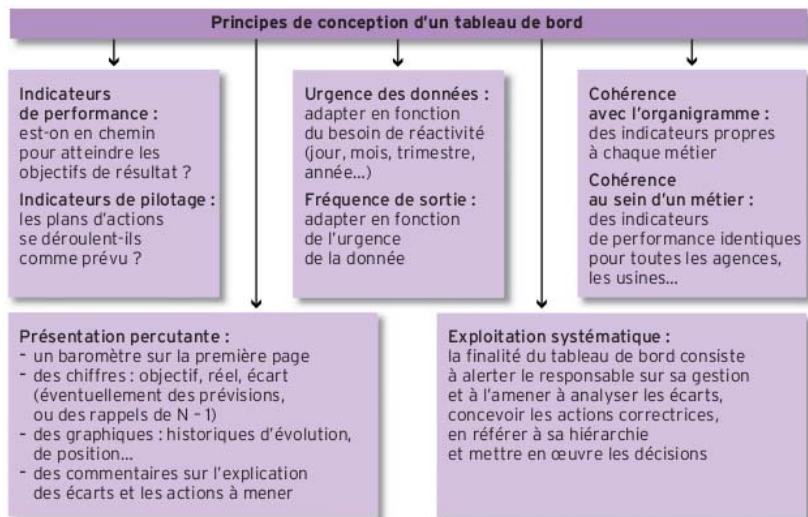 Principes de conception d'un tableau de bord
Indicateurs
de performance :
est-on en chemin
pour atteindre les
objectifs de résultat ?
Indicateurs de pilotage :
les plans d'actions
se déroulent-ils
comme prévu ?
Urgence des données :
adapter en fonction
du besoin de réactivité
(jour, mois, trimestre,
année...)
Fréquence de sortie :
adapter en fonction
de l'urgence
de la donnée
Cohérence
avec l'organigramme :
des indicateurs propres
à chaque métier
Cohérence
au sein d'un métier :
des indicateurs
de performance identiques
pour toutes les agences,
les usines...
Présentation percutante :
- un baromètre sur la première page
- des chiffres : objectif, réel, écart
(éventuellement des prévisions,
ou des rappels de N – 1)
- des graphiques : historiques d'évolution,
de position...
- des commentaires sur l'explication
des écarts et les actions à mener
Exploitation systématique :
la finalité du tableau de bord consiste
à alerter le responsable sur sa gestion
et à l'amener à analyser les écarts,
concevoir les actions correctrices,
en référer à sa hiérarchie
et mettre en œuvre les décisions